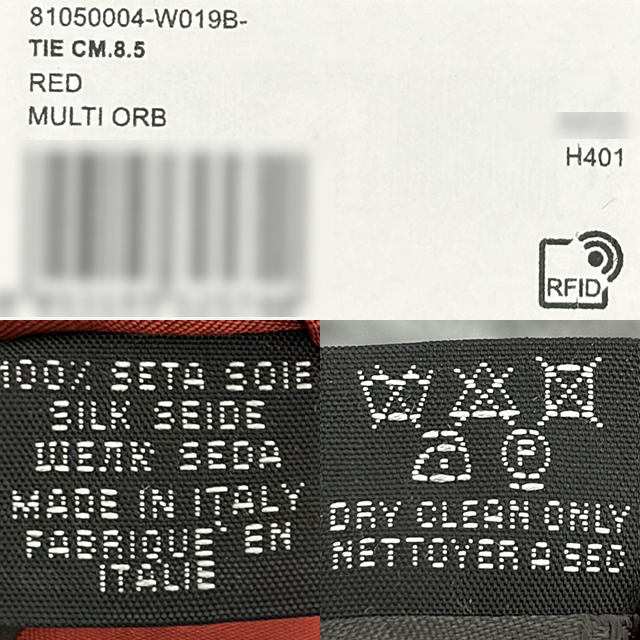 81050004-W019B-
TIE CM.8.5
RED
MULTI ORB
H401
RFID
100% SETA SOIE
SILK SEIDE
ШЕЛК SEDA
MADE IN ITALY
FABRIQUE' EN
ITALIE
P
DRY CLEAN ONLY
NETTOYER A SEC